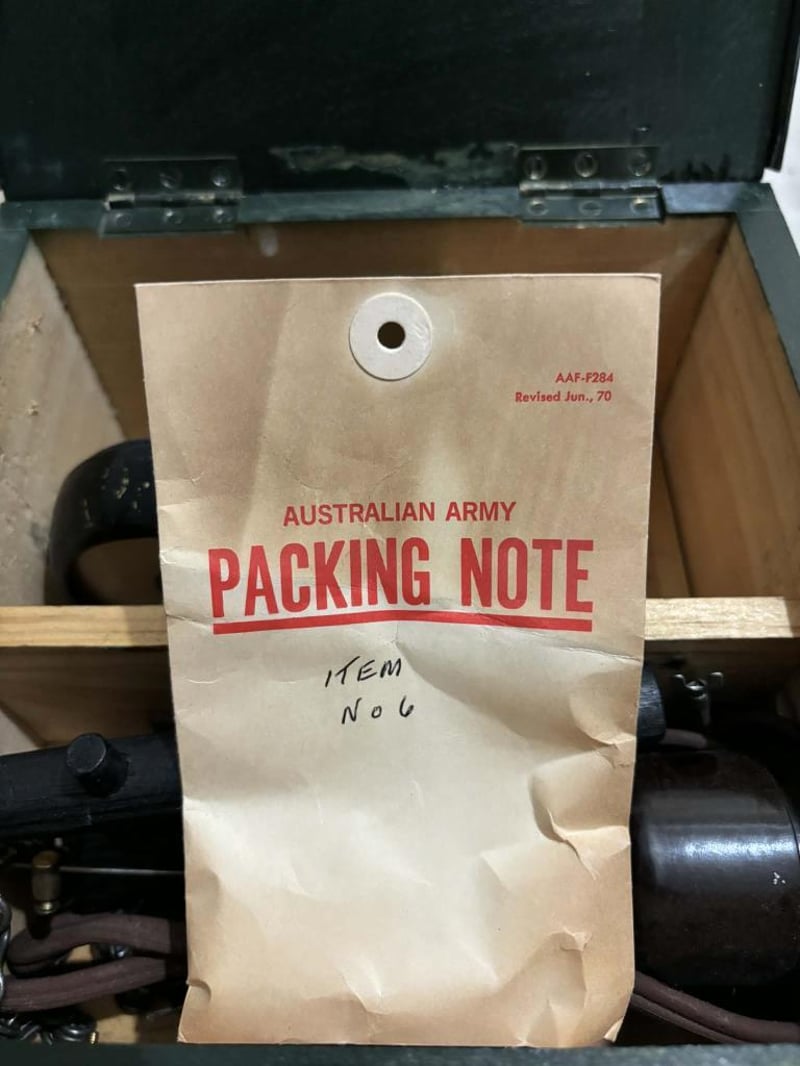 AAF-F284
Revised Jun., 70
AUSTRALIAN ARMY
PACKING NOTE
ITEM
No 6